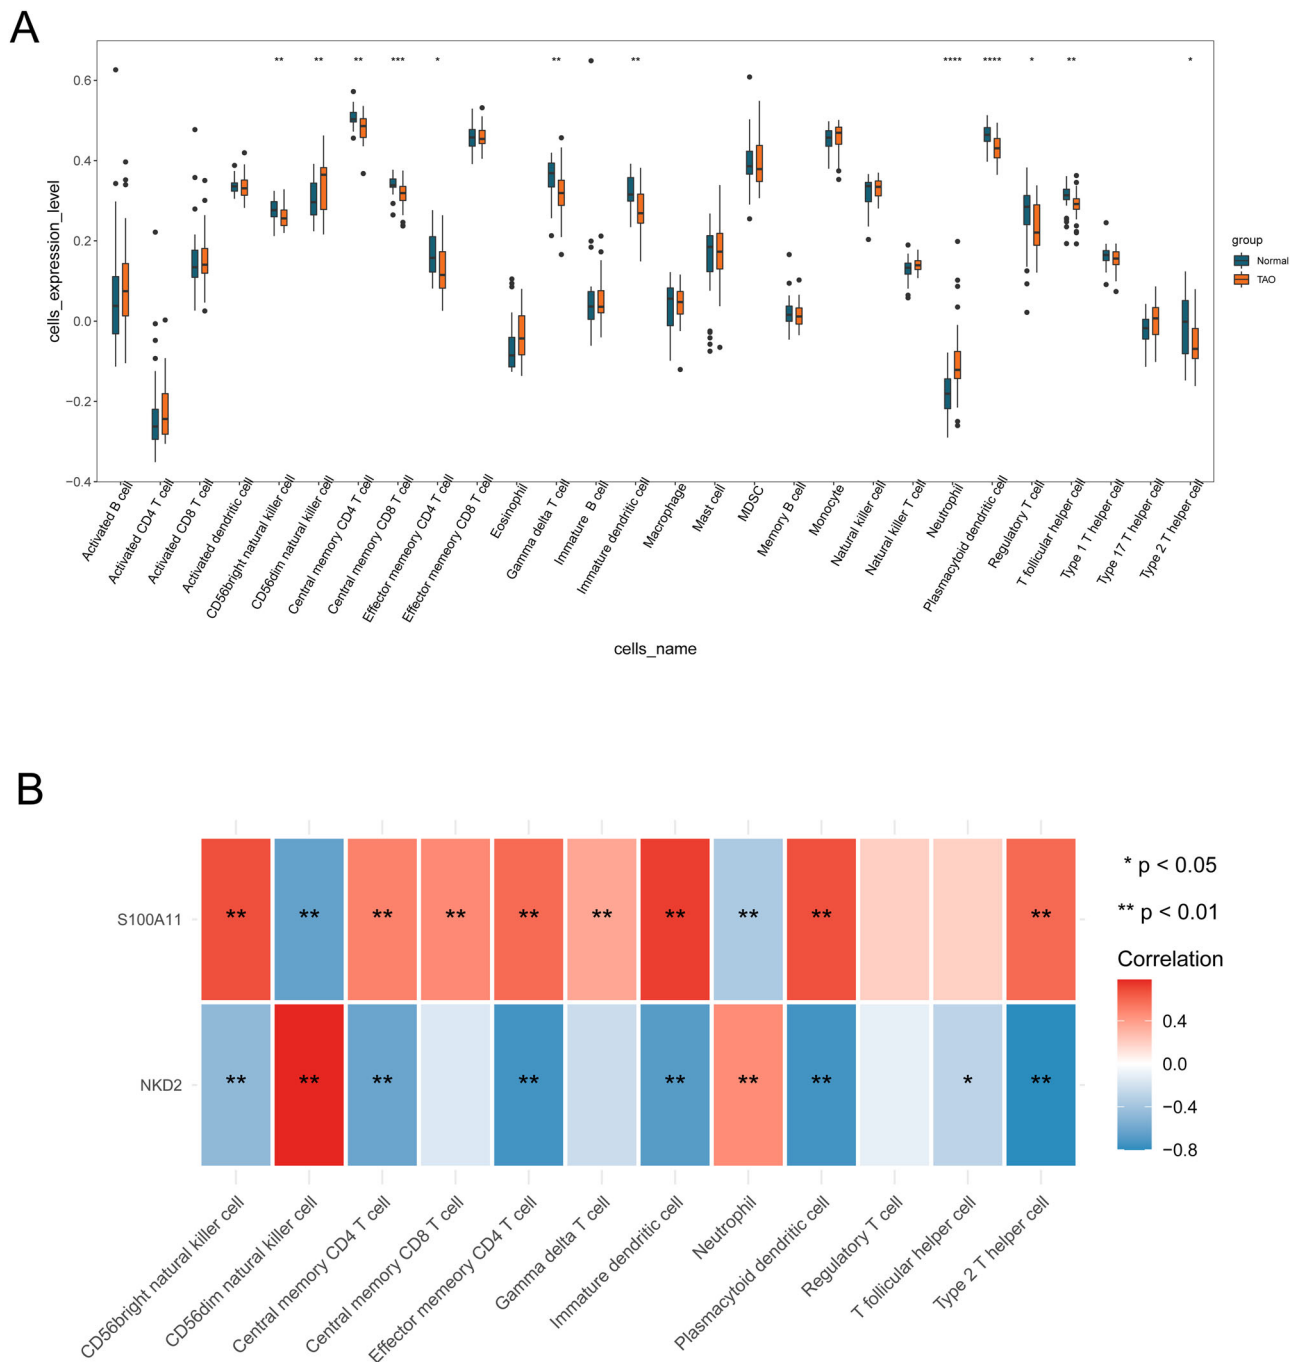 A
** ** ** *** * ** ** **** **** * ** *
cells_expression_level
0.6
0.4
0.2
0.0
−0.2
−0.4
Activated B cell
Activated CD4 T cell
Activated CD8 T cell
Activated dendritic cell
CD56bright natural killer cell
CD56dim natural killer cell
Central memory CD4 T cell
Central memory CD8 T cell
Effector memeory CD4 T cell
Effector memeory CD8 T cell
Eosinophil
Gamma delta T cell
Immature B cell
Immature dendritic cell
Macrophage
Mast cell
MDSC
Memory B cell
Monocyte
Natural killer cell
Natural killer T cell
Neutrophil
Plasmacytoid dendritic cell
Regulatory T cell
T follicular helper cell
Type 1 T helper cell
Type 17 T helper cell
Type 2 T helper cell
cells_name
group
Normal
TAO
B
S100A11
** ** ** ** ** ** ** ** ** **
NKD2
** ** ** ** ** ** ** * **
CD56bright natural killer cell
CD56dim natural killer cell
Central memory CD4 T cell
Central memory CD8 T cell
Effector memeory CD4 T cell
Gamma delta T cell
Immature dendritic cell
Neutrophil
Plasmacytoid dendritic cell
Regulatory T cell
T follicular helper cell
Type 2 T helper cell
* p < 0.05
** p < 0.01
Correlation
0.4
0.0
−0.4
−0.8